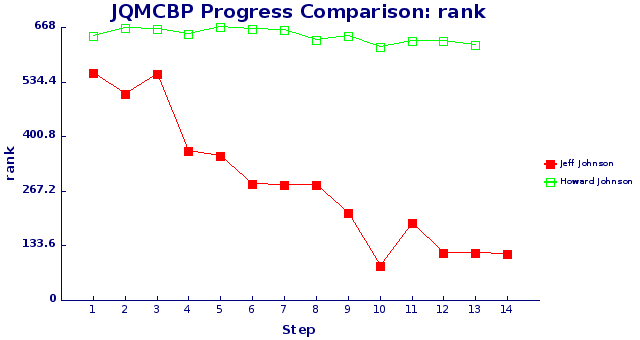 JQMCBP Progress Comparison: rank
668
534.4
400.8
267.2
133.6
0
rank
1 2 3 4 5 6 7 8 9 10 11 12 13 14
Step
Jeff Johnson
Howard Johnson